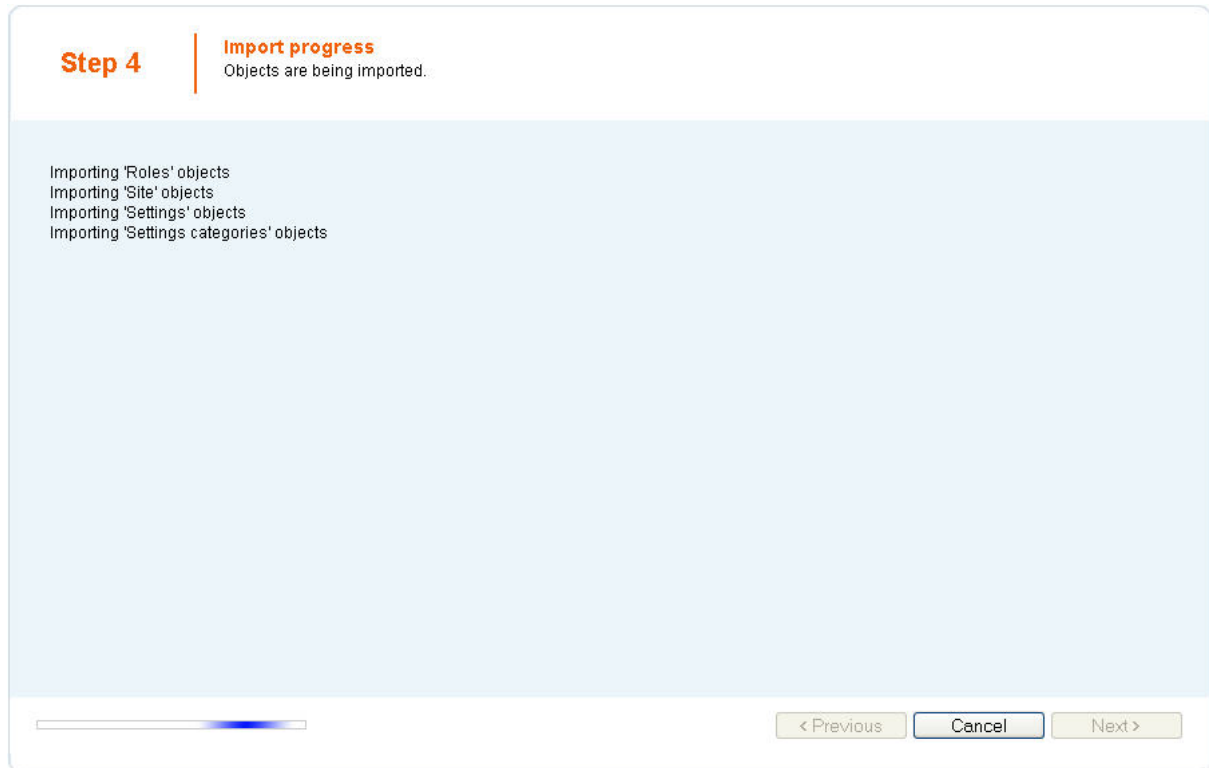 Step 4
Import progress
Objects are being imported.
Importing 'Roles' objects
Importing 'Site' objects
Importing 'Settings' objects
Importing 'Settings categories' objects
< Previous
Cancel
Next >